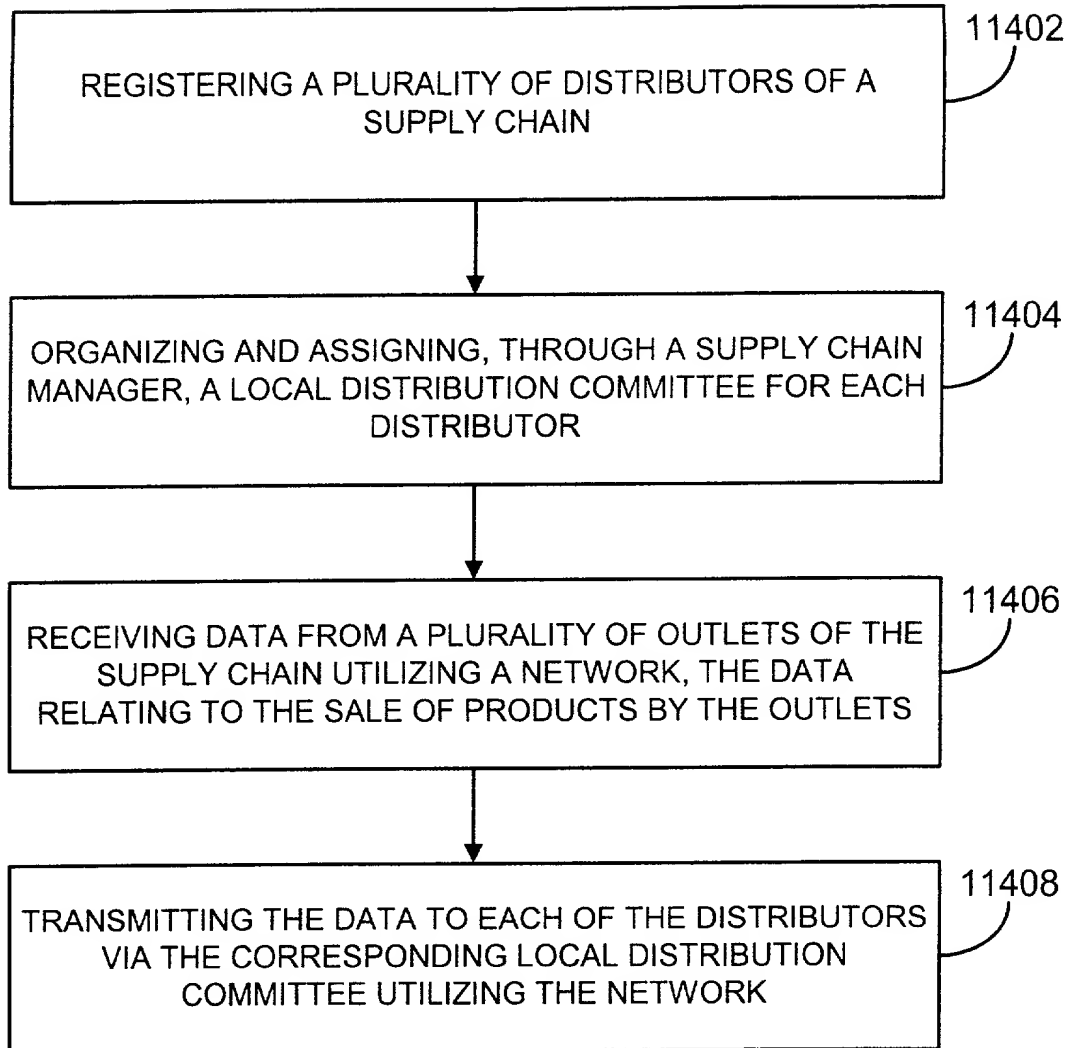 11402
REGISTERING A PLURALITY OF DISTRIBUTORS OF A
SUPPLY CHAIN
11404
ORGANIZING AND ASSIGNING, THROUGH A SUPPLY CHAIN
MANAGER, A LOCAL DISTRIBUTION COMMITTEE FOR EACH
DISTRIBUTOR
11406
RECEIVING DATA FROM A PLURALITY OF OUTLETS OF THE
SUPPLY CHAIN UTILIZING A NETWORK, THE DATA
RELATING TO THE SALE OF PRODUCTS BY THE OUTLETS
11408
TRANSMITTING THE DATA TO EACH OF THE DISTRIBUTORS
VIA THE CORRESPONDING LOCAL DISTRIBUTION
COMMITTEE UTILIZING THE NETWORK